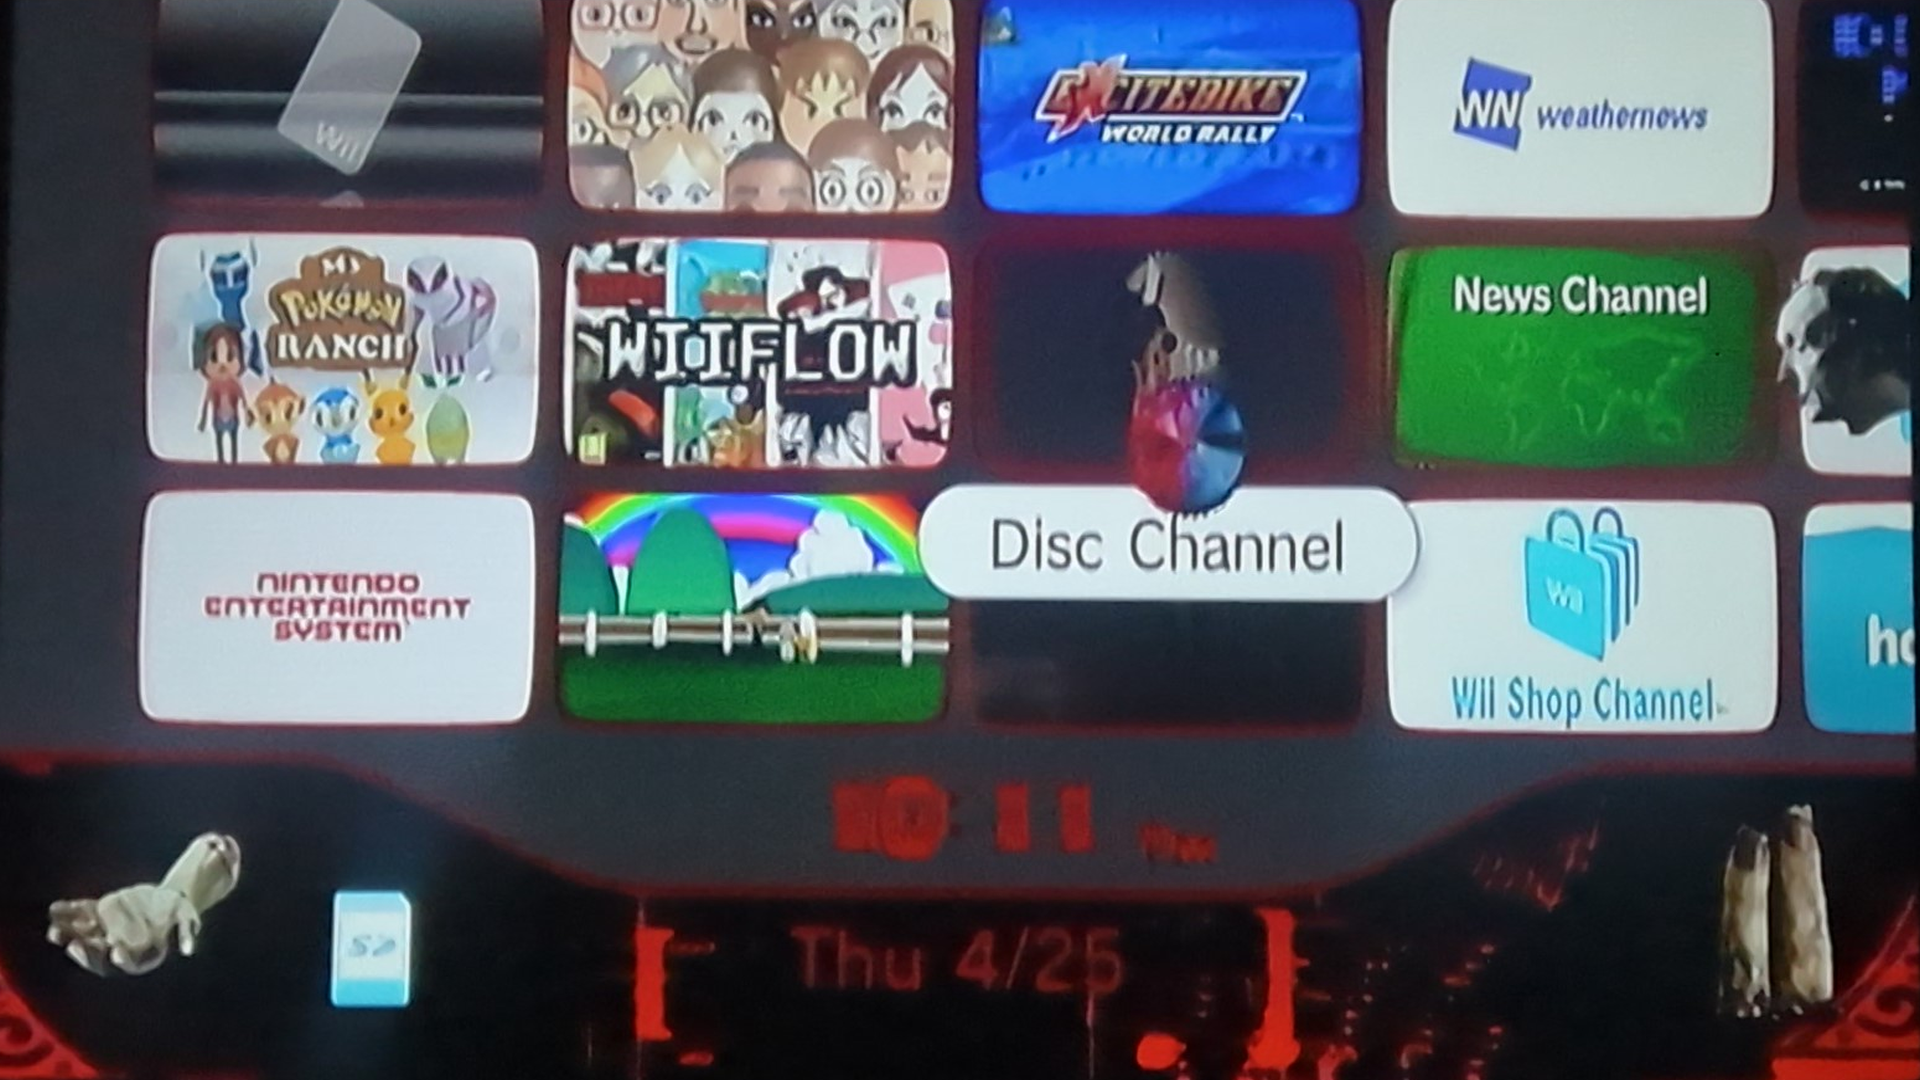 Wii
EXCITEBIKE
WORLD RALLY
WN weathernews
MY
POKÉMON
RANCH
WIIFLOW
News Channel
NINTENDO
ENTERTAINMENT
SYSTEM
Disc Channel
Wii
Wii Shop Channel
Thu 4/25